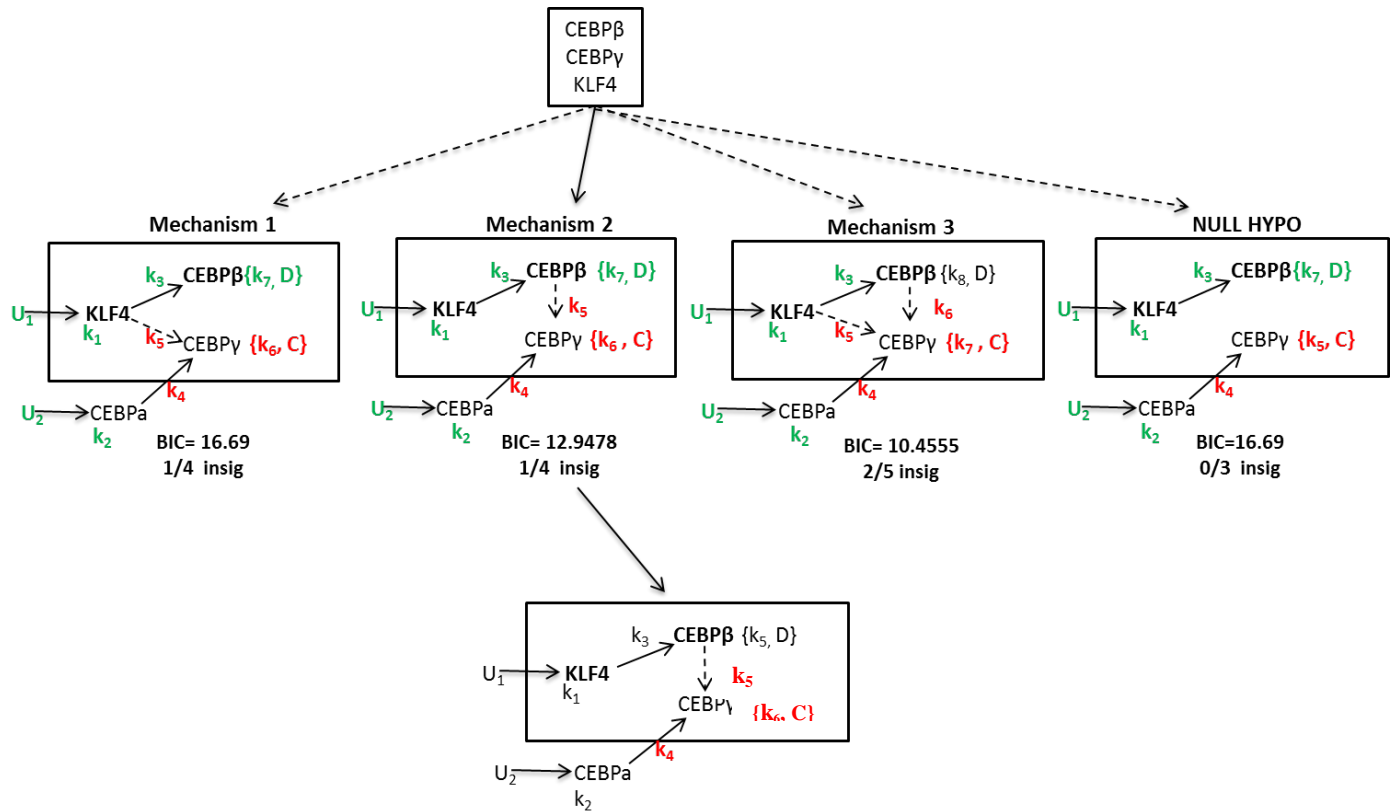 CEBPβ
CEBPγ
KLF4
Mechanism 1
k3 CEBPβ{k7, D}
U1 KLF4
k1 k5 CEBPγ {k6, C}
k4
U2 CEBPa
k2
BIC= 16.69
1/4 insig
Mechanism 2
k3 CEBPβ {k7, D}
U1 KLF4 k5
k1 CEBPγ {k6 , C}
k4
U2 CEBPa
k2
BIC= 12.9478
1/4 insig
Mechanism 3
k3 CEBPβ {k8, D}
U1 KLF4 k6
k1 k5 CEBPγ {k7 , C}
k4
U2 CEBPa
k2
BIC= 10.4555
2/5 insig
NULL HYPO
k3 CEBPβ{k7, D}
U1 KLF4
k1 CEBPγ {k5, C}
k4
U2 CEBPa
k2
BIC=16.69
0/3 insig
k3 CEBPβ {k5, D}
U1 KLF4 k5
k1
CEBPγ {k6, C}
k4
U2 CEBPa
k2